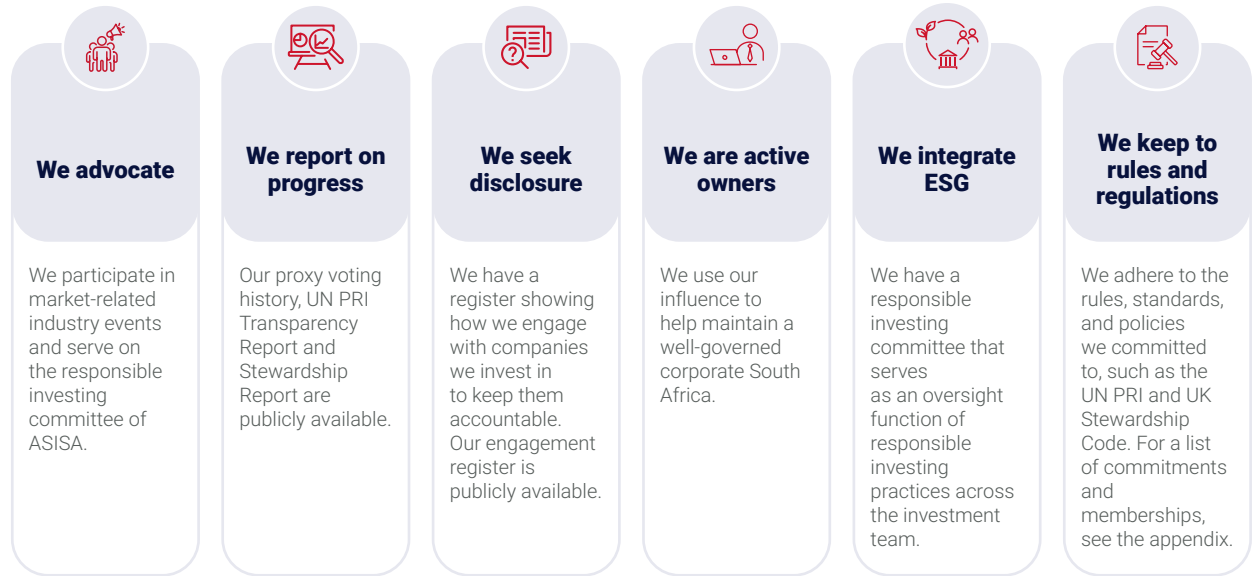 We advocate
We participate in
market-related
industry events
and serve on
the responsible
investing
committee of
ASISA.
We report on
progress
Our proxy voting
history, UN PRI
Transparency
Report and
Stewardship
Report are
publicly available.
We seek
disclosure
We have a
register showing
how we engage
with companies
we invest in
to keep them
accountable.
Our engagement
register is
publicly available.
We are active
owners
We use our
influence to
help maintain a
well-governed
corporate South
Africa.
We integrate
ESG
We have a
responsible
investing
committee that
serves
as an oversight
function of
responsible
investing
practices across
the investment
team.
We keep to
rules and
regulations
We adhere to the
rules, standards,
and policies
we committed
to, such as the
UN PRI and UK
Stewardship
Code. For a list
of commitments
and
memberships,
see the appendix.